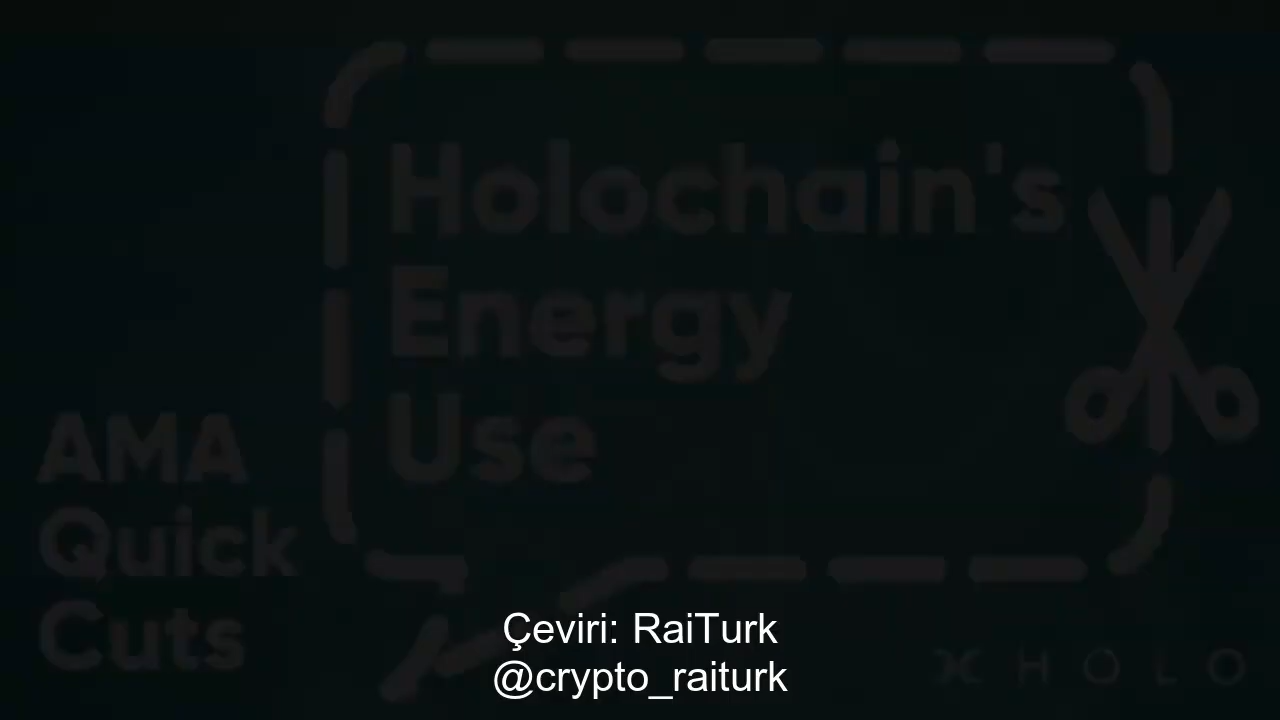 Holochain's
Energy
Use
AMA
Quick
Cuts
HOLO
Çeviri: RaiTurk
@crypto_raiturk